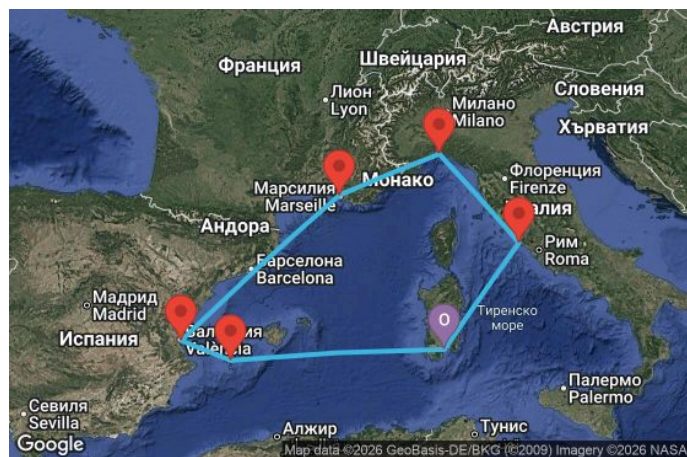 Австрия
Швейцария
Франция
Словения
Лион
Lyon
Милано
Milano
Хърватия
Флоренция
Firenze
Монако
Марсилия
Marseille
Андора
Рим
Roma
Барселона
Barcelona
O
Тиренско
море
Мадрид
Madrid
Испания
València
Палермо
Palermo
Севиля
Sevilla
Алжир
Тунис
Google
Map data ©2026 GeoBasis-DE/BKG (©2009) Imagery ©2026 NASA